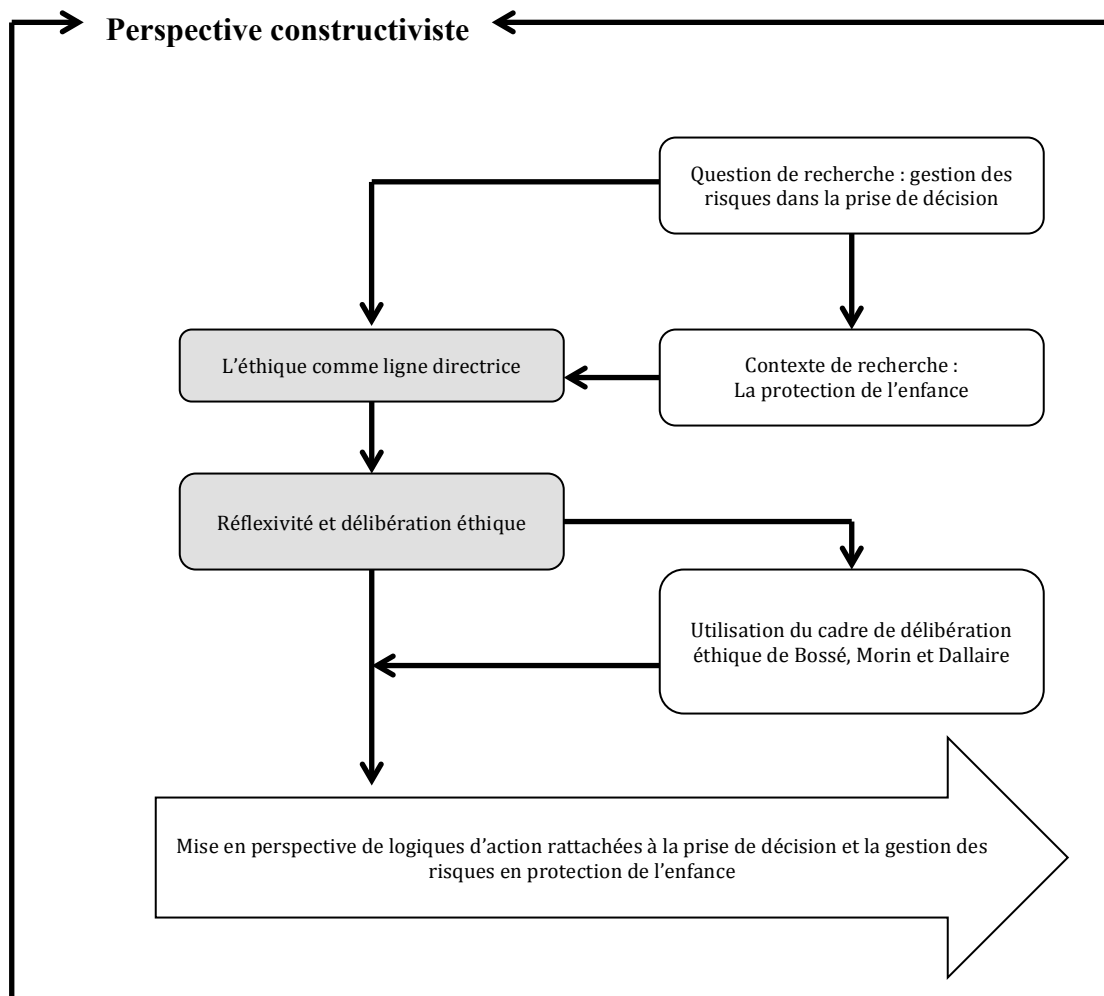 Perspective constructiviste
Question de recherche : gestion des
risques dans la prise de décision
L’éthique comme ligne directrice
Contexte de recherche :
La protection de l’enfance
Réflexivité et délibération éthique
Utilisation du cadre de délibération
éthique de Bossé, Morin et Dallaire
Mise en perspective de logiques d’action rattachées à la prise de décision et la gestion des
risques en protection de l’enfance